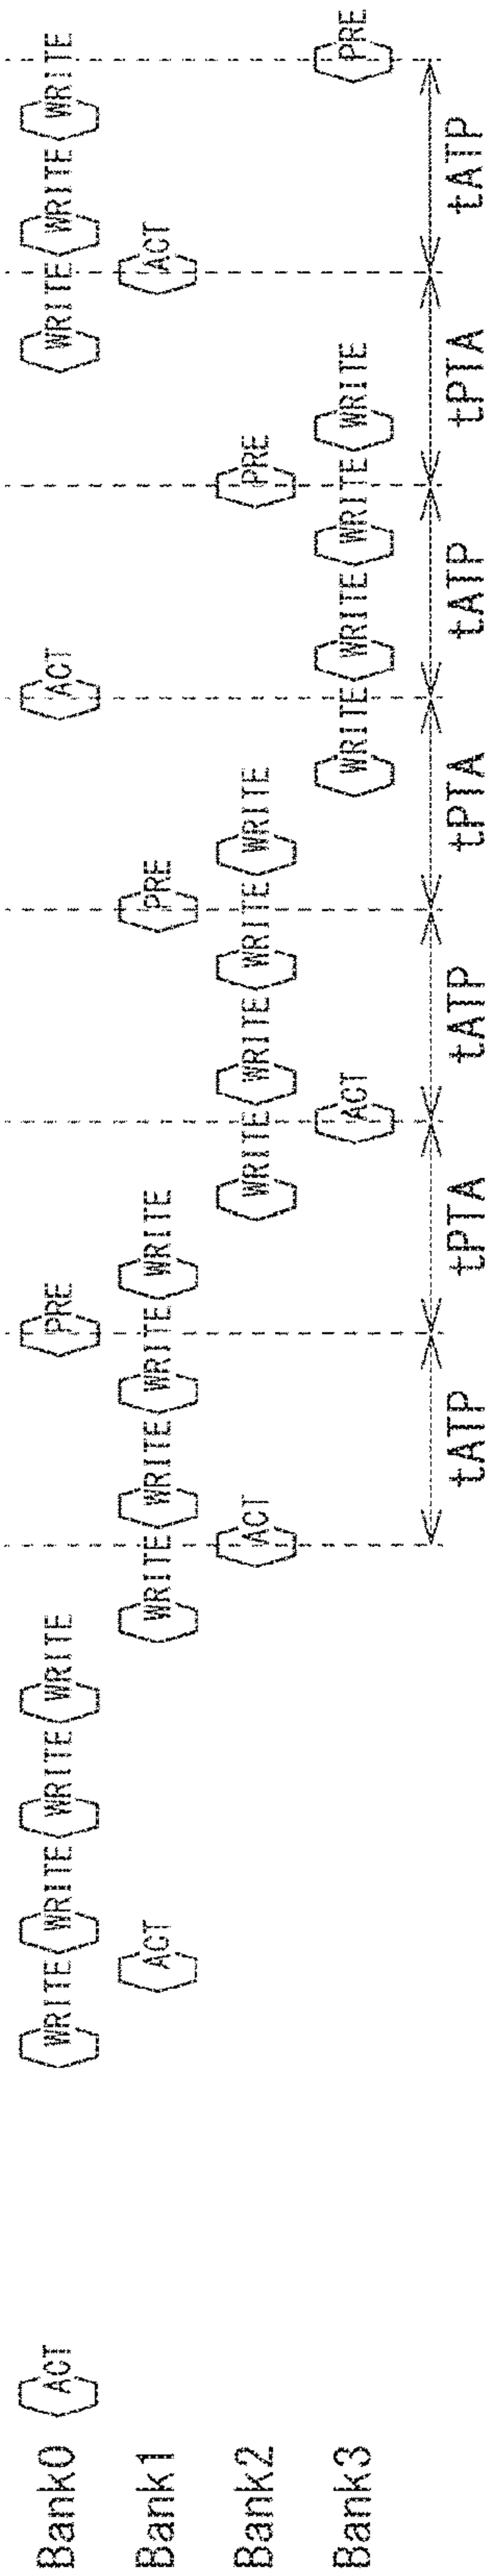 Bank0 ACT WRITE WRITE WRITE WRITE PRE ACT WRITE WRITE WRITE
Bank1 ACT WRITE WRITE WRITE WRITE PRE ACT
Bank2 ACT WRITE WRITE WRITE WRITE PRE
Bank3 ACT WRITE WRITE WRITE WRITE PRE
tATP tPTA tATP tPTA tATP tPTA tATP